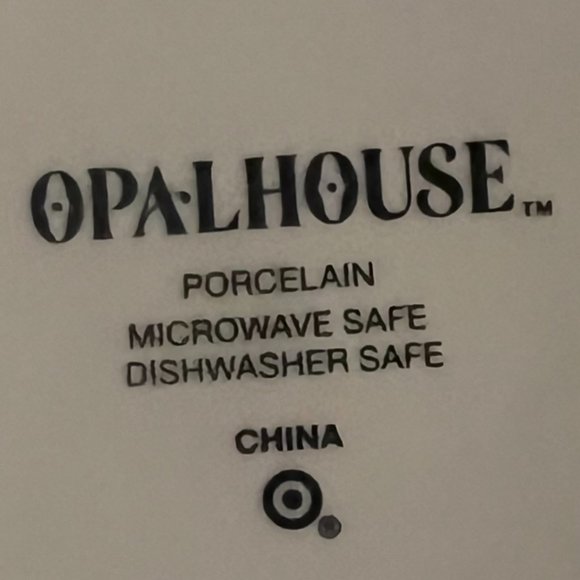 OPALHOUSE™
PORCELAIN
MICROWAVE SAFE
DISHWASHER SAFE
CHINA